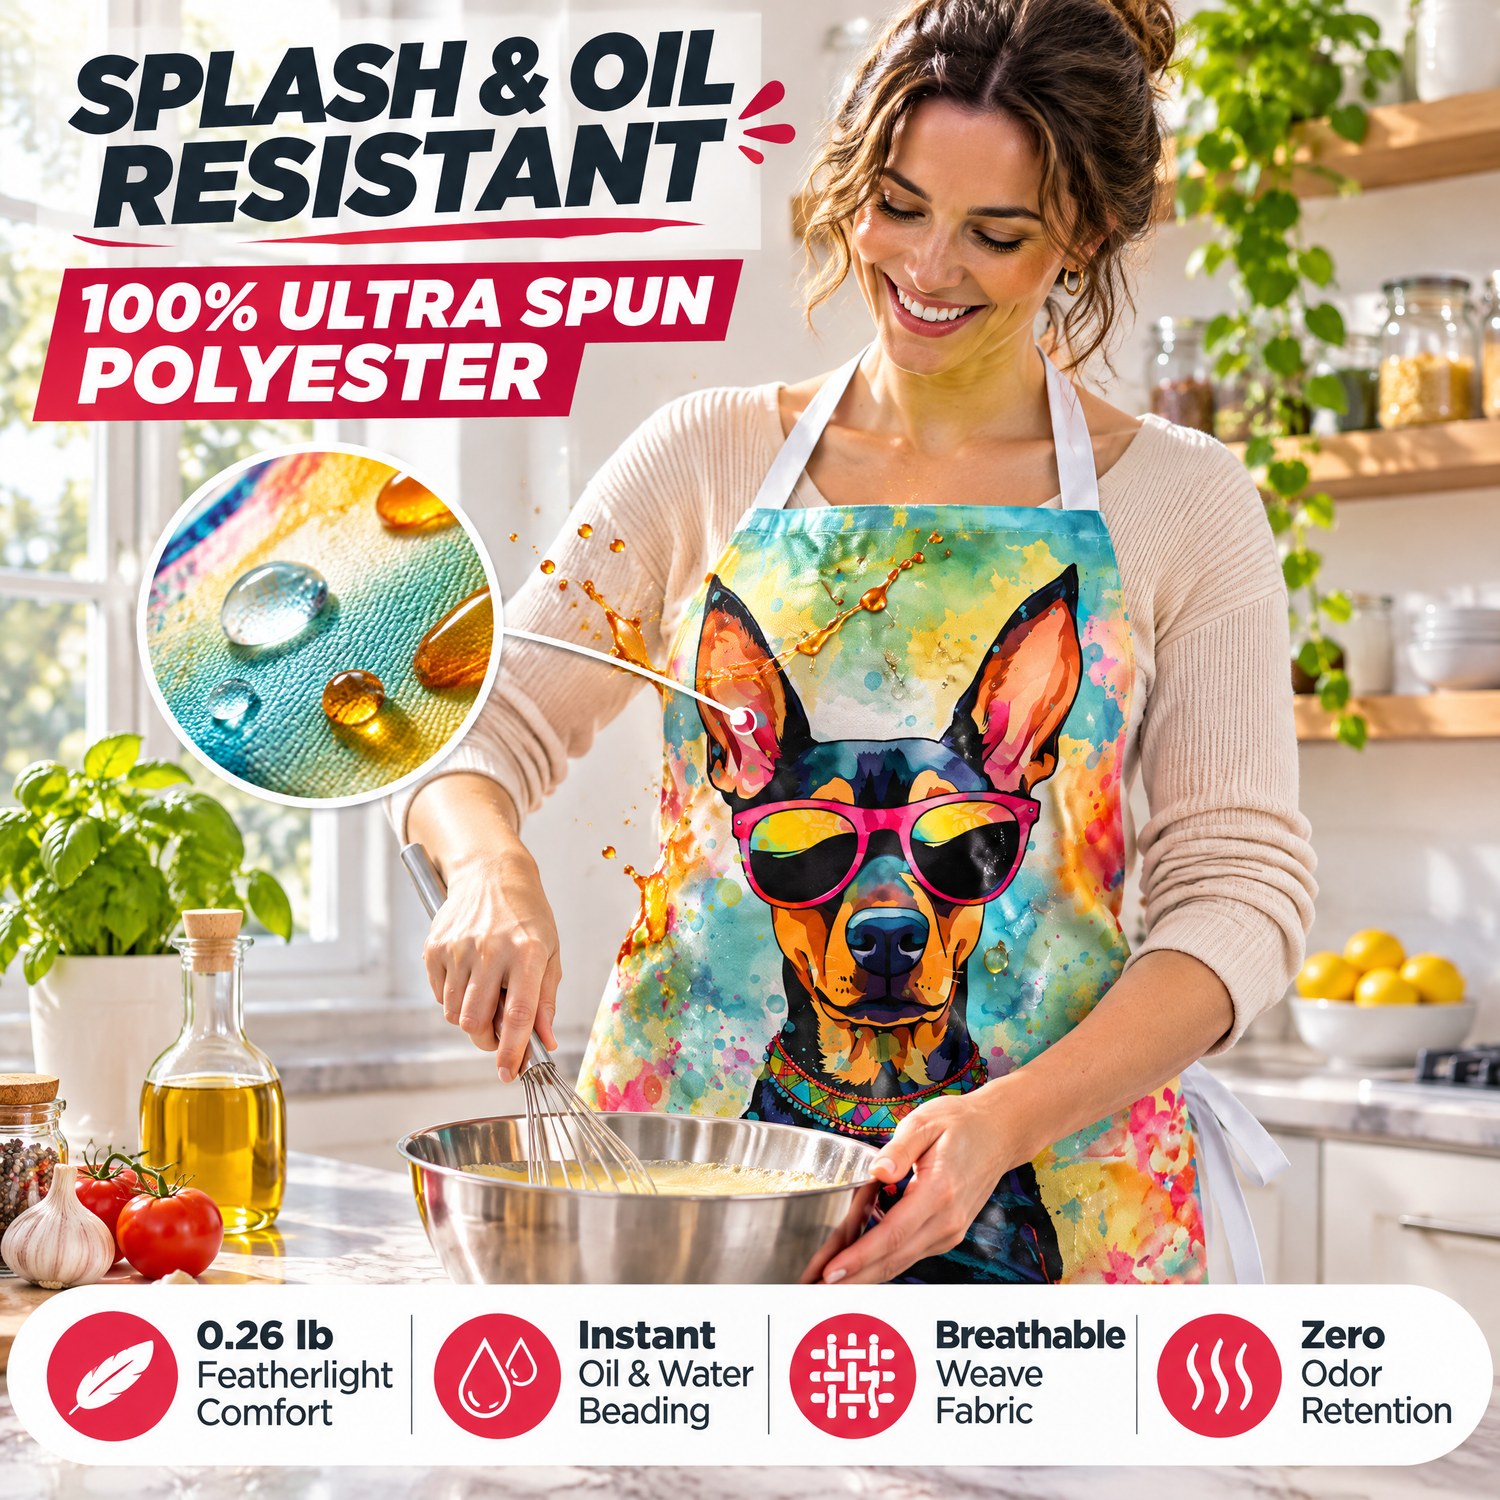 SPLASH & OIL
RESISTANT
100% ULTRA SPUN
POLYESTER
0.26 lb
Featherlight
Comfort
Instant
Oil & Water
Beading
Breathable
Weave
Fabric
Zero
Odor
Retention